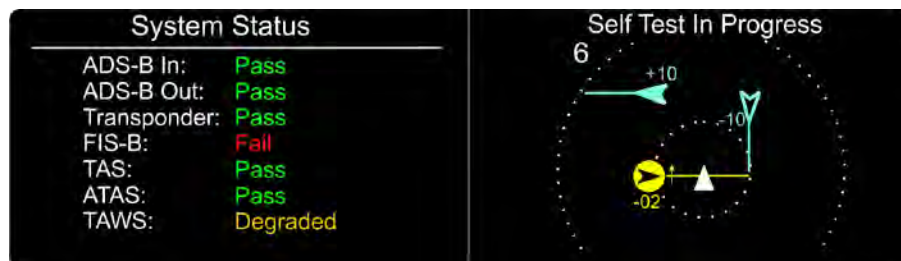 System Status
ADS-B In: Pass
ADS-B Out: Pass
Transponder: Pass
FIS-B: Fail
TAS: Pass
ATAS: Pass
TAWS: Degraded
Self Test In Progress
6
+10
-10
-02